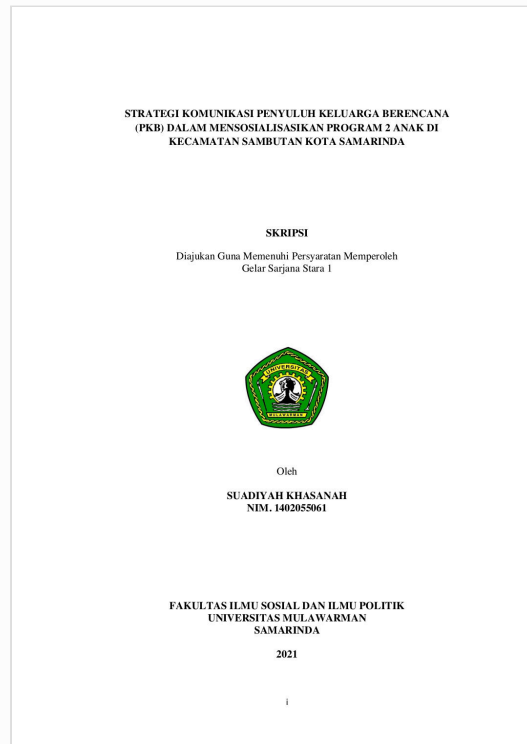 STRATEGI KOMUNIKASI PENYULUH KELUARGA BERENCANA
(PKB) DALAM MENSOSIALISASIKAN PROGRAM 2 ANAK DI
KECAMATAN SAMBUTAN KOTA SAMARINDA
SKRIPSI
Diajukan Guna Memenuhi Persyaratan Memperoleh
Gelar Sarjana Stara 1
UNIVERSITAS
MULAWARMAN
Oleh
SUADIYAH KHASANAH
NIM. 1402055061
FAKULTAS ILMU SOSIAL DAN ILMU POLITIK
UNIVERSITAS MULAWARMAN
SAMARINDA
2021
i